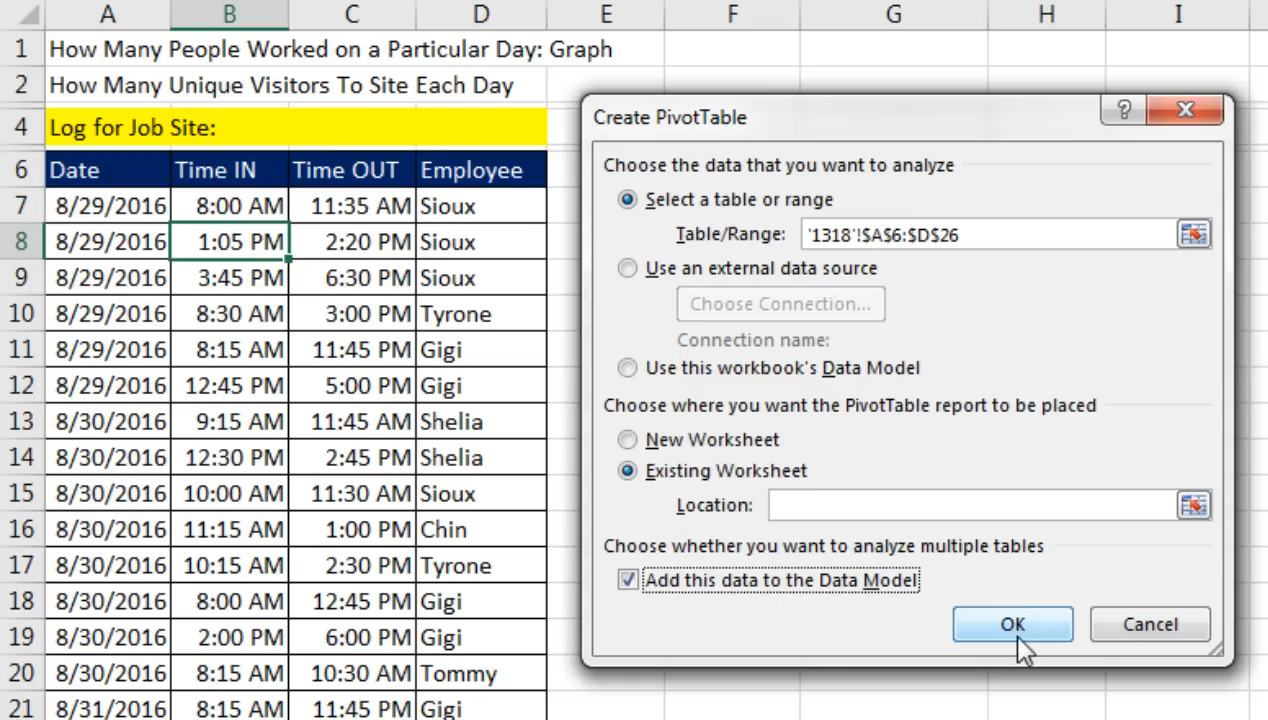 A B C D E F G H I
1 How Many People Worked on a Particular Day: Graph
2 How Many Unique Visitors To Site Each Day
4 Log for Job Site:
6 Date Time IN Time OUT Employee
7 8/29/2016 8:00 AM 11:35 AM Sioux
8 8/29/2016 1:05 PM 2:20 PM Sioux
9 8/29/2016 3:45 PM 6:30 PM Sioux
10 8/29/2016 8:30 AM 3:00 PM Tyrone
11 8/29/2016 8:15 AM 11:45 PM Gigi
12 8/29/2016 12:45 PM 5:00 PM Gigi
13 8/30/2016 9:15 AM 11:45 AM Shelia
14 8/30/2016 12:30 PM 2:45 PM Shelia
15 8/30/2016 10:00 AM 11:30 AM Sioux
16 8/30/2016 11:15 AM 1:00 PM Chin
17 8/30/2016 10:15 AM 2:30 PM Tyrone
18 8/30/2016 8:00 AM 12:45 PM Gigi
19 8/30/2016 2:00 PM 6:00 PM Gigi
20 8/30/2016 8:15 AM 10:30 AM Tommy
21 8/31/2016 8:15 AM 11:45 PM Gigi
Create PivotTable ?
Choose the data that you want to analyze
Select a table or range
Table/Range: '1318'!$A$6:$D$26
Use an external data source
Choose Connection...
Connection name:
Use this workbook's Data Model
Choose where you want the PivotTable report to be placed
New Worksheet
Existing Worksheet
Location:
Choose whether you want to analyze multiple tables
Add this data to the Data Model
OK Cancel